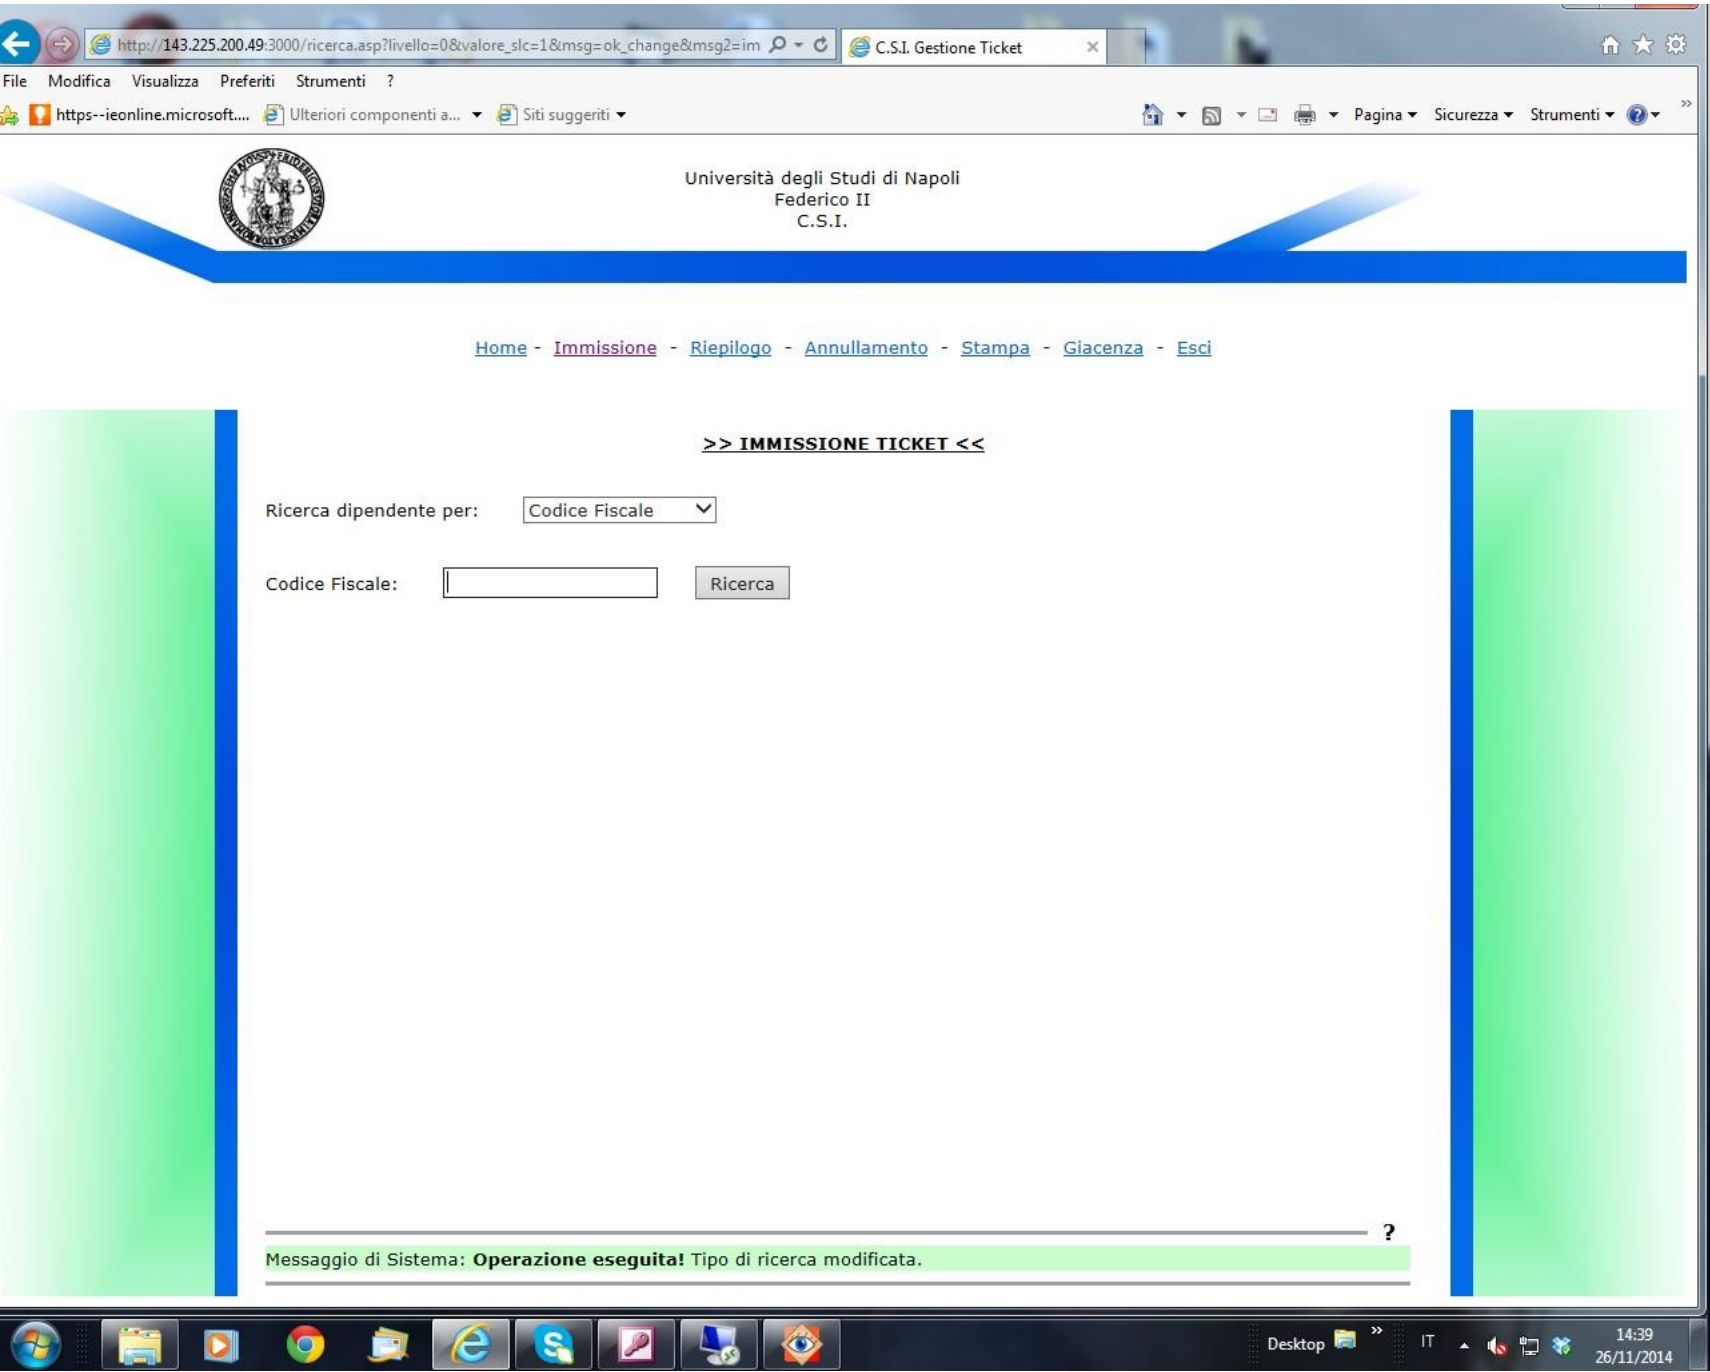 http://143.225.200.49:3000/ricerca.asp?livello=0&valore_slc=1&msg=ok_change&msg2=im
C.S.I. Gestione Ticket
File Modifica Visualizza Preferiti Strumenti ?
https--ieonline.microsoft.... Ulteriori componenti a... Siti suggeriti
Pagina Sicurezza Strumenti »
Università degli Studi di Napoli
Federico II
C.S.I.
Home - Immissione - Riepilogo - Annullamento - Stampa - Giacenza - Esci
>> IMMISSIONE TICKET <<
Ricerca dipendente per: Codice Fiscale
Codice Fiscale: Ricerca
?
Messaggio di Sistema: Operazione eseguita! Tipo di ricerca modificata.
Desktop » IT 14:39
26/11/2014